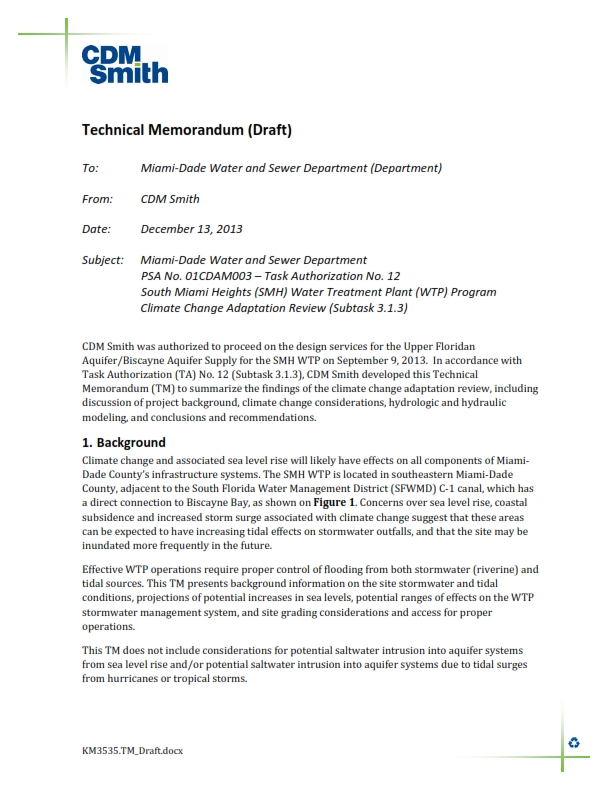 CDM
Smith
Technical Memorandum (Draft)
To: Miami-Dade Water and Sewer Department (Department)
From: CDM Smith
Date: December 13, 2013
Subject: Miami-Dade Water and Sewer Department
PSA No. 01CDAM003 – Task Authorization No. 12
South Miami Heights (SMH) Water Treatment Plant (WTP) Program
Climate Change Adaptation Review (Subtask 3.1.3)
CDM Smith was authorized to proceed on the design services for the Upper Floridan
Aquifer/Biscayne Aquifer Supply for the SMH WTP on September 9, 2013. In accordance with
Task Authorization (TA) No. 12 (Subtask 3.1.3), CDM Smith developed this Technical
Memorandum (TM) to summarize the findings of the climate change adaptation review, including
discussion of project background, climate change considerations, hydrologic and hydraulic
modeling, and conclusions and recommendations.
1. Background
Climate change and associated sea level rise will likely have effects on all components of Miami-
Dade County's infrastructure systems. The SMH WTP is located in southeastern Miami-Dade
County, adjacent to the South Florida Water Management District (SFWMD) C-1 canal, which has
a direct connection to Biscayne Bay, as shown on Figure 1. Concerns over sea level rise, coastal
subsidence and increased storm surge associated with climate change suggest that these areas
can be expected to have increasing tidal effects on stormwater outfalls, and that the site may be
inundated more frequently in the future.
Effective WTP operations require proper control of flooding from both stormwater (riverine) and
tidal sources. This TM presents background information on the site stormwater and tidal
conditions, projections of potential increases in sea levels, potential ranges of effects on the WTP
stormwater management system, and site grading considerations and access for proper
operations.
This TM does not include considerations for potential saltwater intrusion into aquifer systems
from sea level rise and/or potential saltwater intrusion into aquifer systems due to tidal surges
from hurricanes or tropical storms.
KM3535.TM_Draft.docx